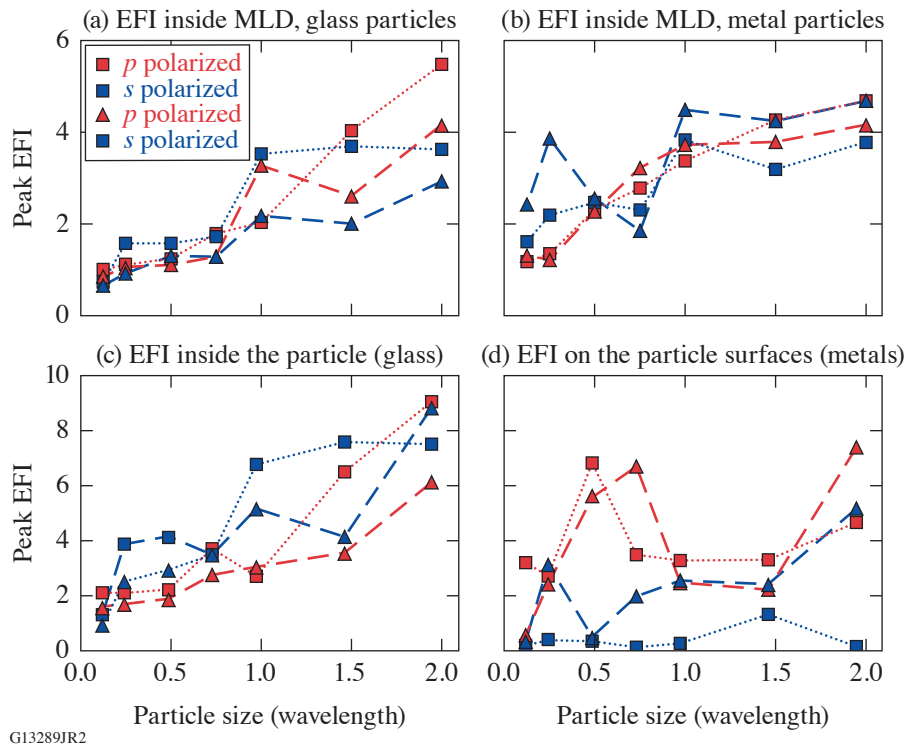 (a) EFI inside MLD, glass particles
(b) EFI inside MLD, metal particles
6
4
2
0
Peak EFI
p polarized
s polarized
p polarized
s polarized
(c) EFI inside the particle (glass)
(d) EFI on the particle surfaces (metals)
10
8
6
4
2
0
Peak EFI
0.0 0.5 1.0 1.5 2.0
0.0 0.5 1.0 1.5 2.0
Particle size (wavelength)
Particle size (wavelength)
G13289JR2